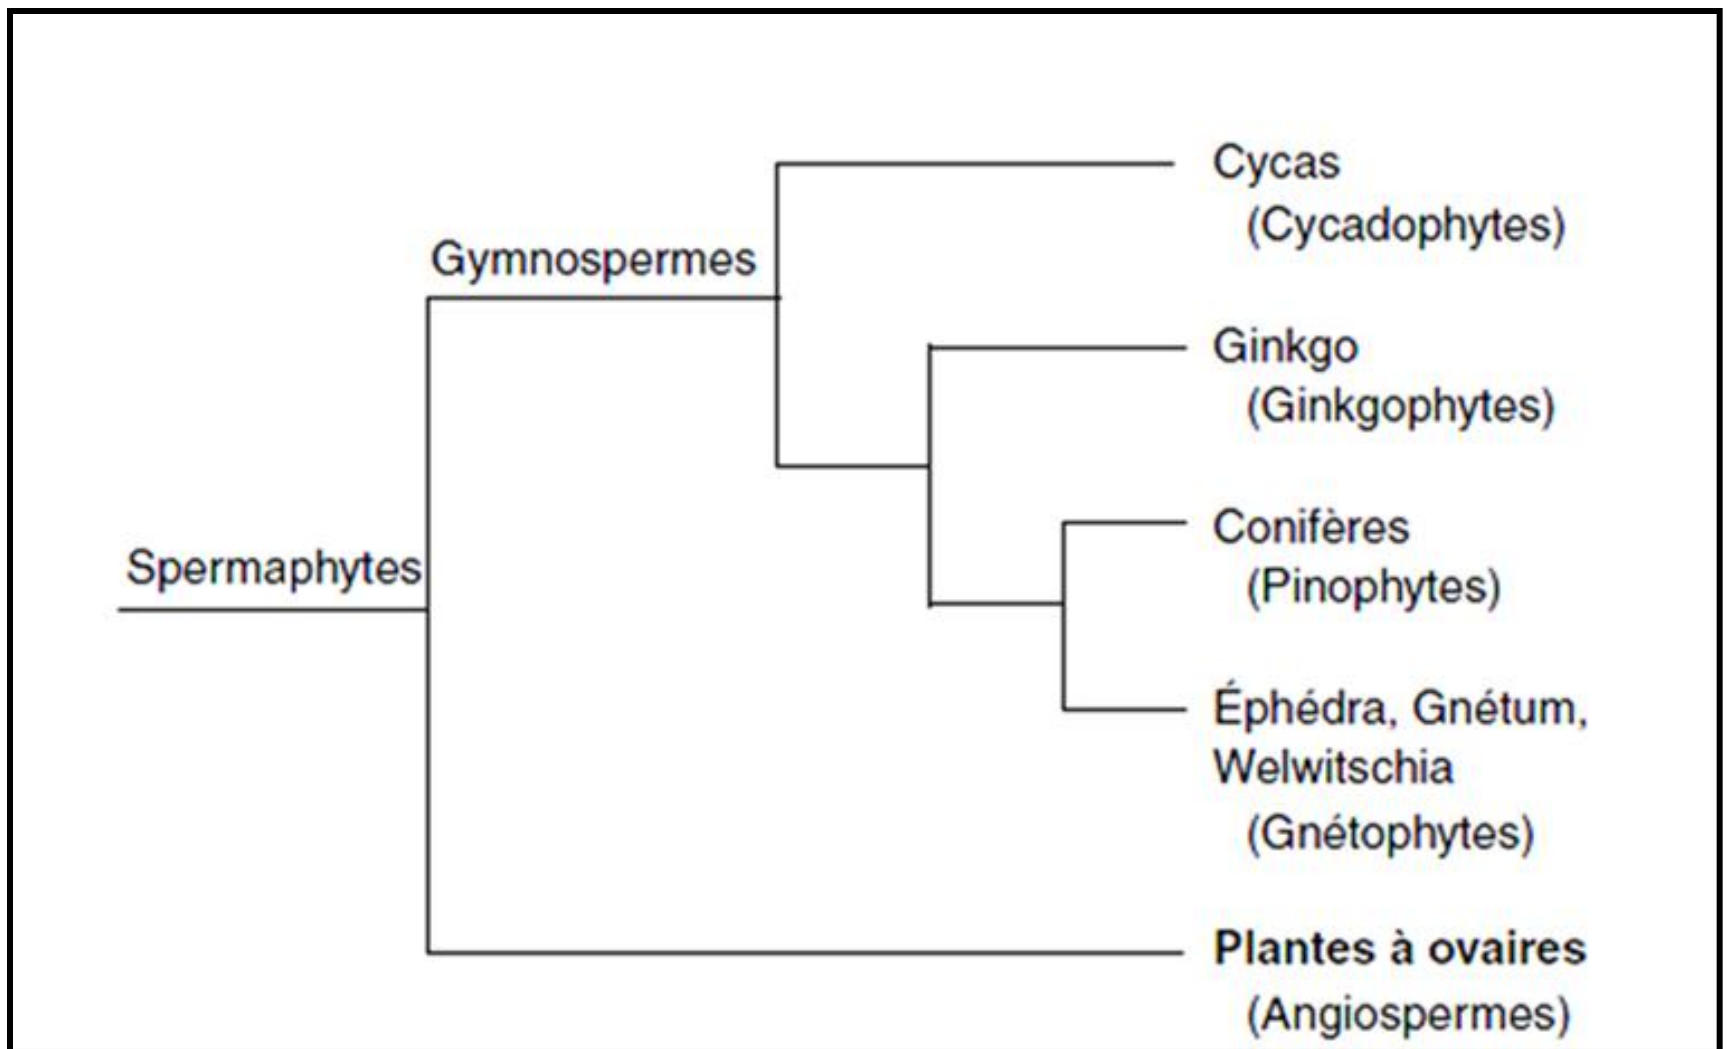 Cycas
(Cycadophytes)
Gymnospermes
Ginkgo
(Ginkgophytes)
Conifères
(Pinophytes)
Spermaphytes
Éphédra, Gnétum,
Welwitschia
(Gnétophytes)
Plantes à ovaires
(Angiospermes)